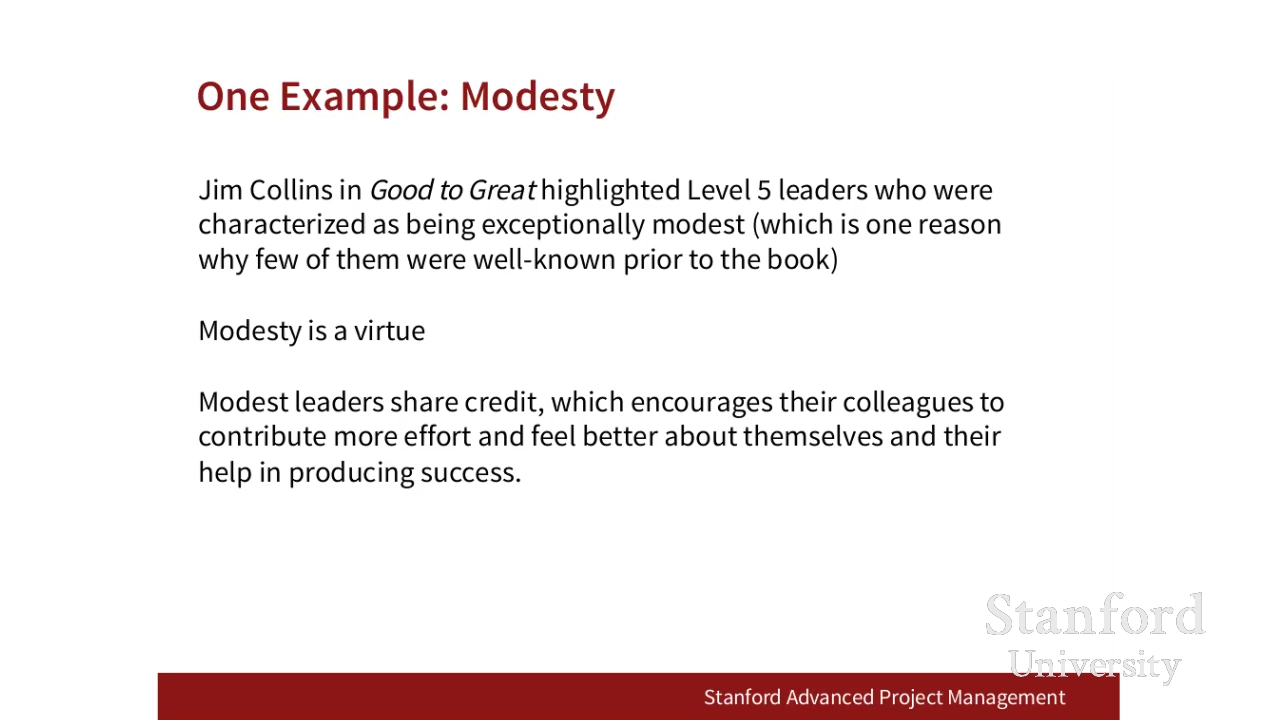 One Example: Modesty
Jim Collins in Good to Great highlighted Level 5 leaders who were
characterized as being exceptionally modest (which is one reason
why few of them were well-known prior to the book)
Modesty is a virtue
Modest leaders share credit, which encourages their colleagues to
contribute more effort and feel better about themselves and their
help in producing success.
Stanford
University
Stanford Advanced Project Management